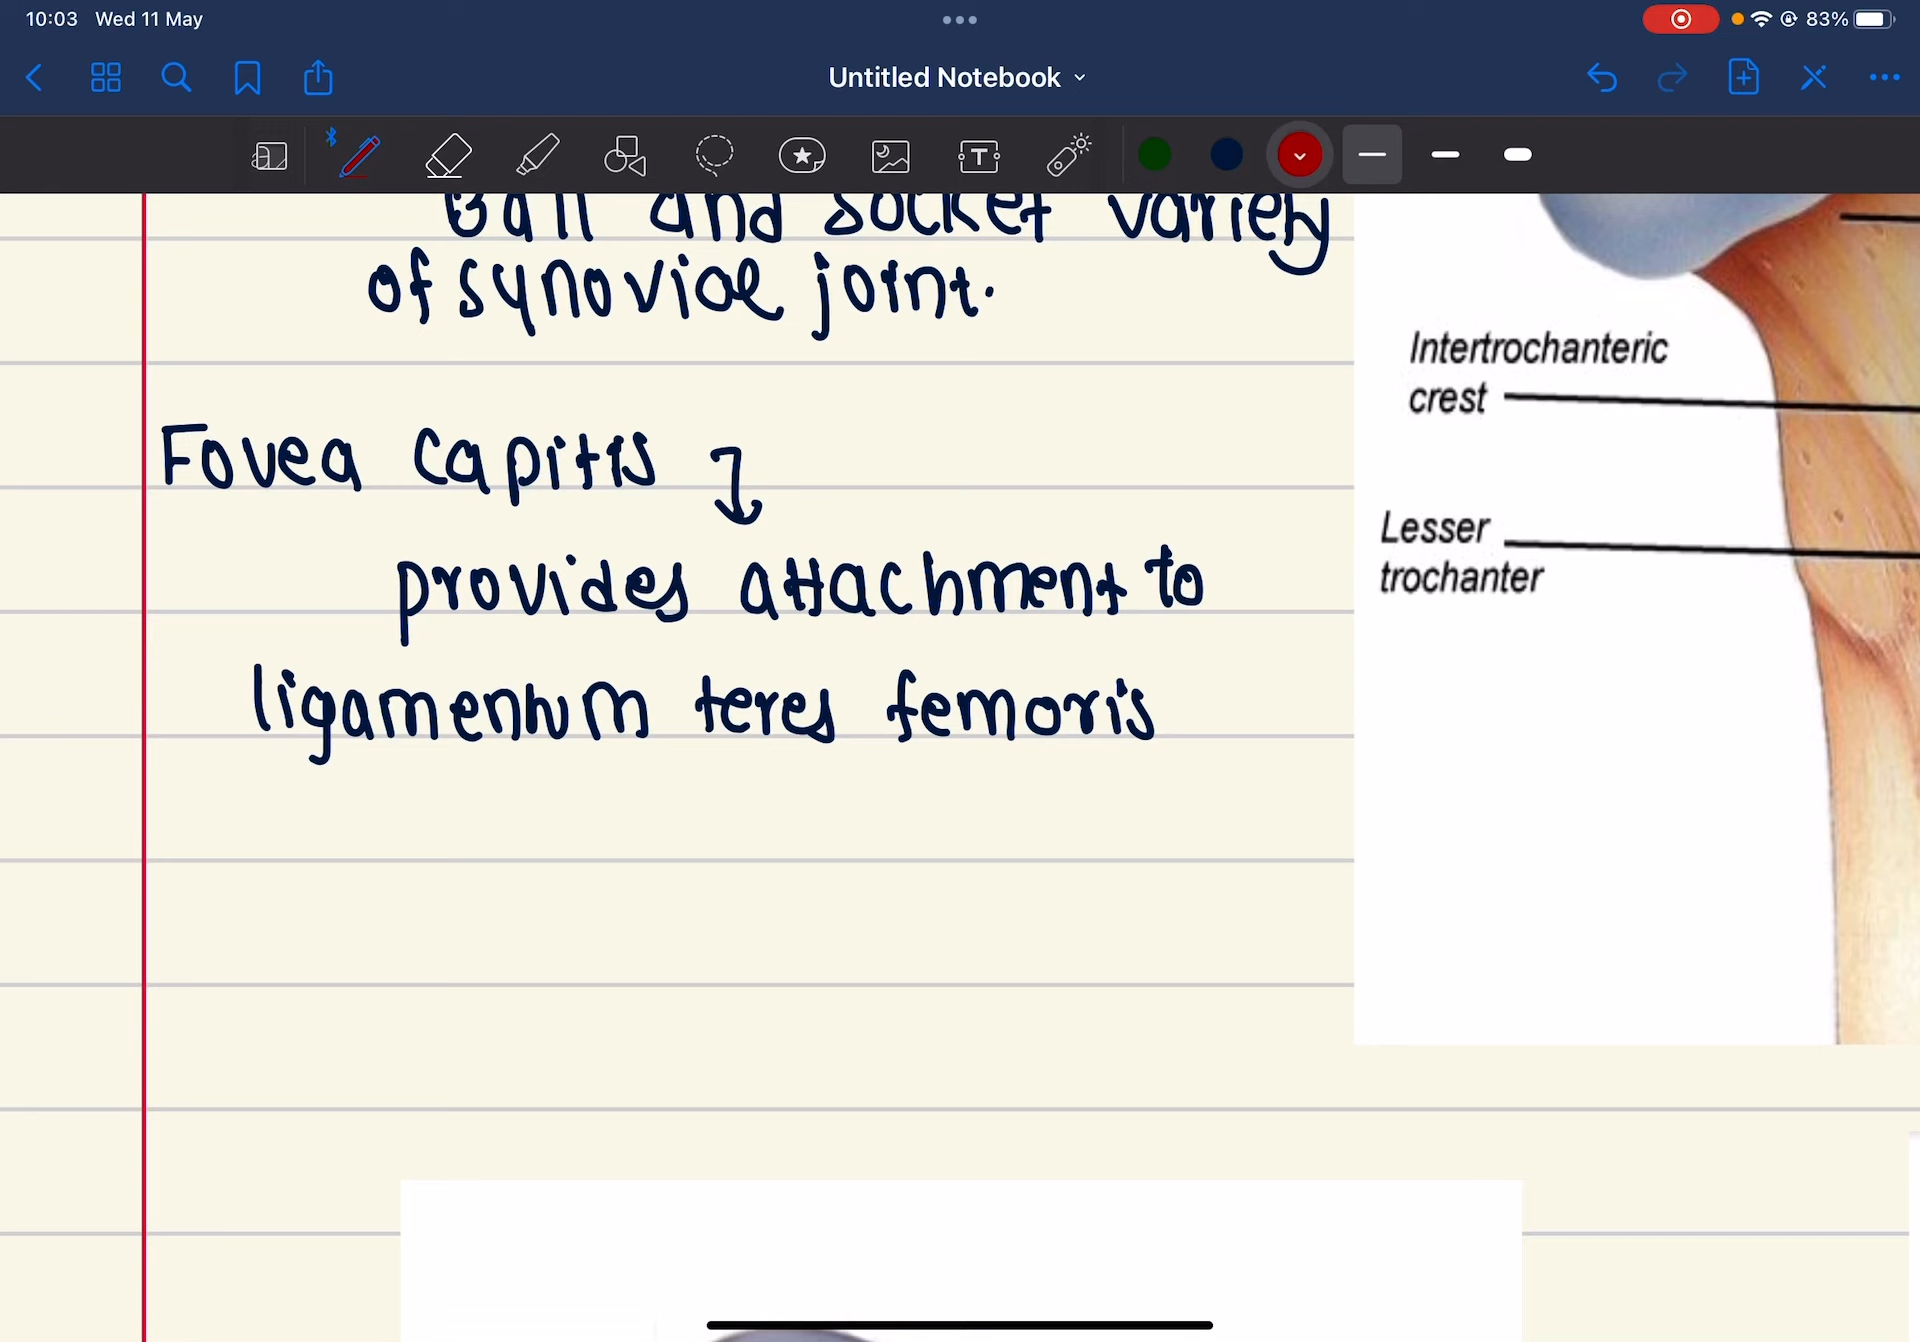 10:03 Wed 11 May
83%
Untitled Notebook
Ball and socket variety
of synovial joint.
Fovea capitis
provides attachment to
ligamentum teres femoris
Intertrochanteric
crest
Lesser
trochanter